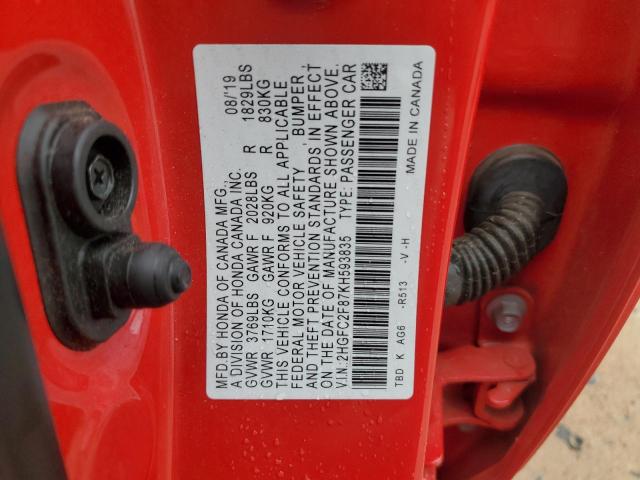 MFD.BY HONDA OF CANADA MFG., 08/'19
A DIVISION OF HONDA CANADA INC.
GVWR 3769LBS GAWR F 2028LBS R 1829LBS
GVWR 1710KG GAWR F 920KG R 830KG
THIS VEHICLE CONFORMS TO ALL APPLICABLE
FEDERAL MOTOR VEHICLE SAFETY, BUMPER,
AND THEFT PREVENTION STANDARDS IN EFFECT
ON THE DATE OF MANUFACTURE SHOWN ABOVE.
V.I.N. 2HGFC2F87KH593835 TYPE: PASSENGER CAR
TBD K AG6 -R513 -V -H MADE IN CANADA